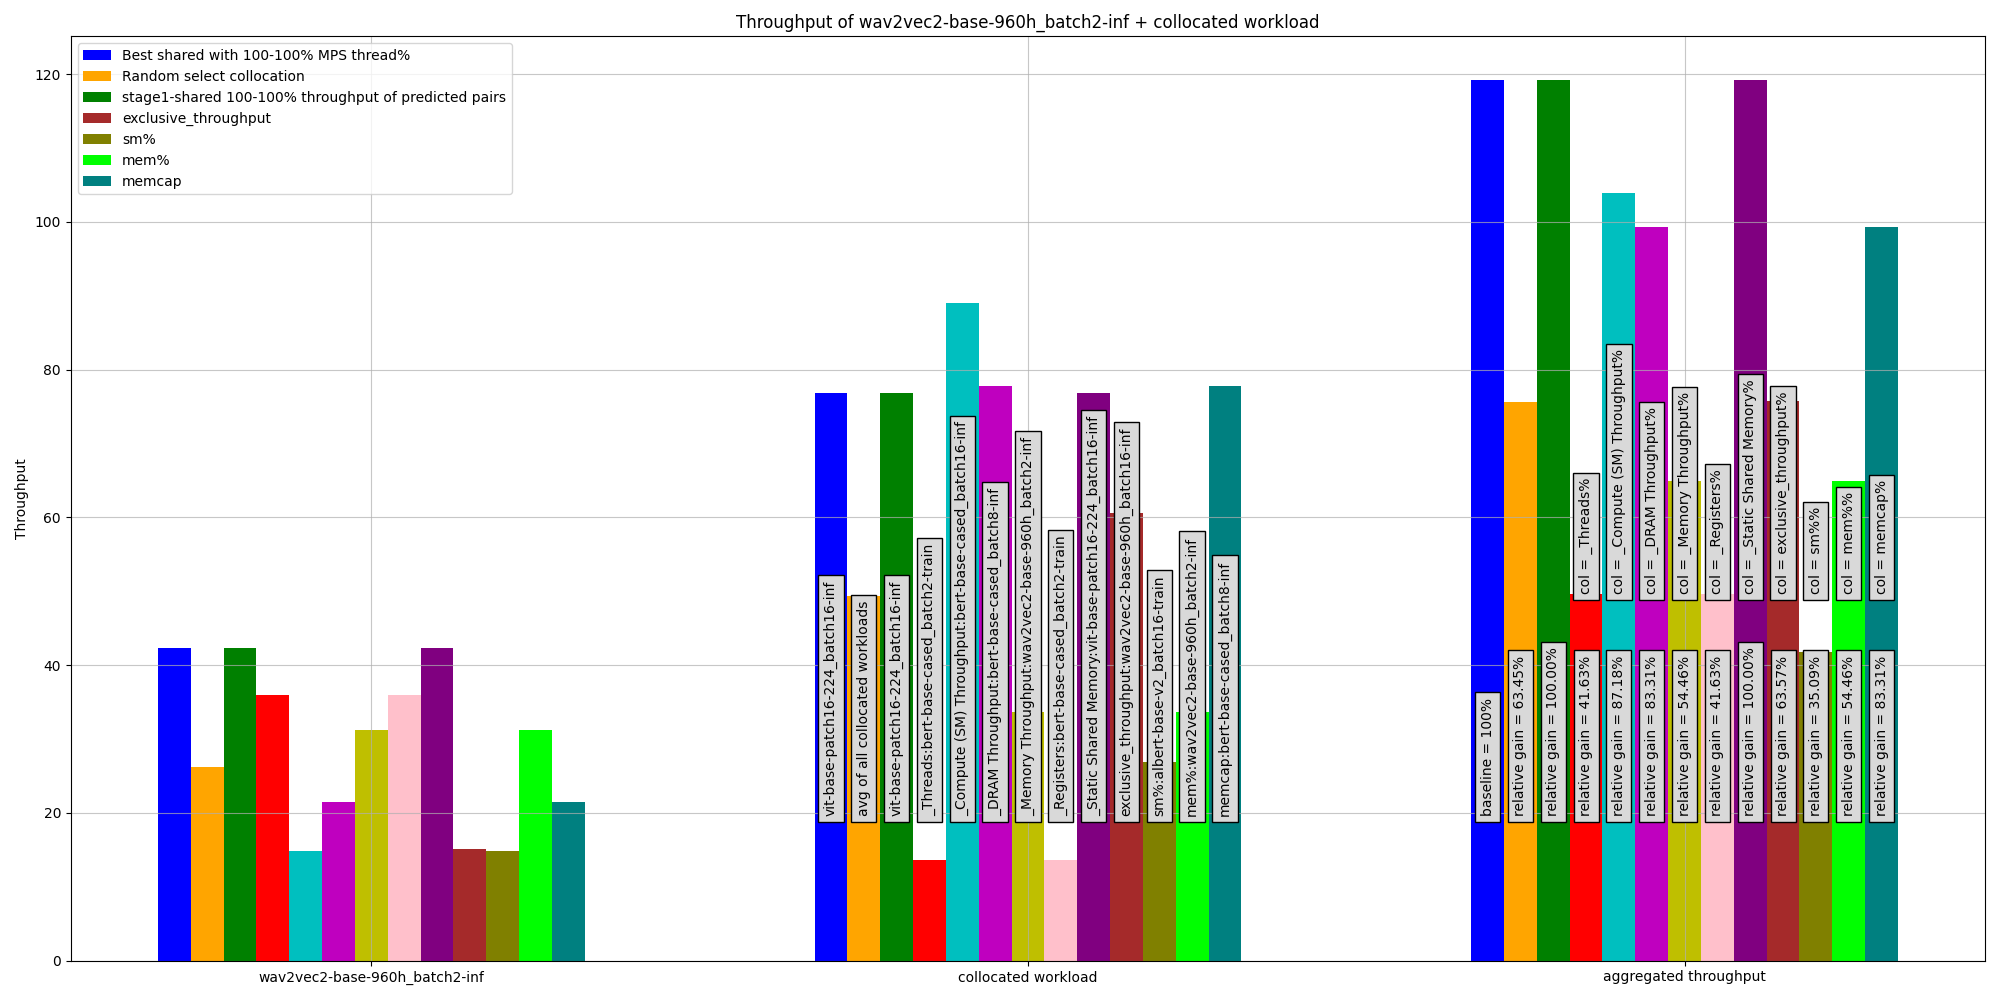 Throughput of wav2vec2-base-960h_batch2-inf + collocated workload
Best shared with 100-100% MPS thread%
Random select collocation
stage1-shared 100-100% throughput of predicted pairs
exclusive_throughput
sm%
mem%
memcap
Throughput
120
100
80
60
40
20
0
vit-base-patch16-224_batch16-inf
avg of all collocated workloads
vit-base-patch16-224_batch16-inf
_Threads:bert-base-cased_batch2-train
_Compute (SM) Throughput:bert-base-cased_batch16-inf
_DRAM Throughput:bert-base-cased_batch8-inf
_Memory Throughput:wav2vec2-base-960h_batch2-inf
_Registers:bert-base-cased_batch2-train
_Static Shared Memory:vit-base-patch16-224_batch16-inf
exclusive_throughput:wav2vec2-base-960h_batch16-inf
sm%:albert-base-v2_batch16-train
mem%:wav2vec2-base-960h_batch2-inf
memcap:bert-base-cased_batch8-inf
col = _Threads%
col = _Compute (SM) Throughput%
col = _DRAM Throughput%
col = _Memory Throughput%
col = _Registers%
col = _Static Shared Memory%
col = exclusive_throughput%
col = sm%%
col = mem%%
col = memcap%
baseline = 100%
relative gain = 63.45%
relative gain = 100.00%
relative gain = 41.63%
relative gain = 87.18%
relative gain = 83.31%
relative gain = 54.46%
relative gain = 41.63%
relative gain = 100.00%
relative gain = 63.57%
relative gain = 35.09%
relative gain = 54.46%
relative gain = 83.31%
wav2vec2-base-960h_batch2-inf
collocated workload
aggregated throughput